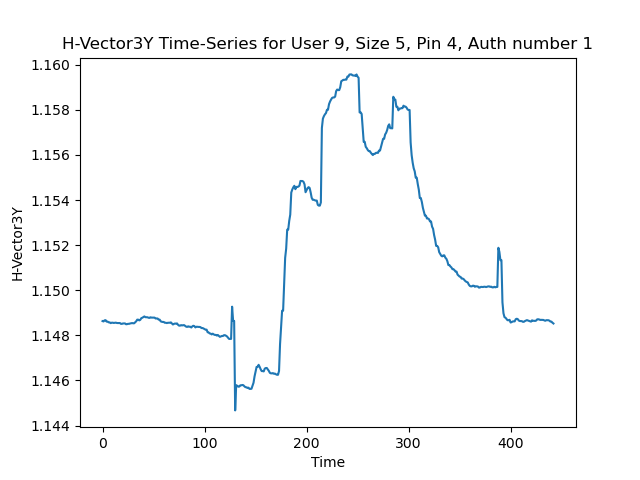 H-Vector3Y Time-Series for User 9, Size 5, Pin 4, Auth number 1
1.160
1.158
1.156
1.154
1.152
1.150
1.148
1.146
1.144
H-Vector3Y
0 100 200 300 400
Time